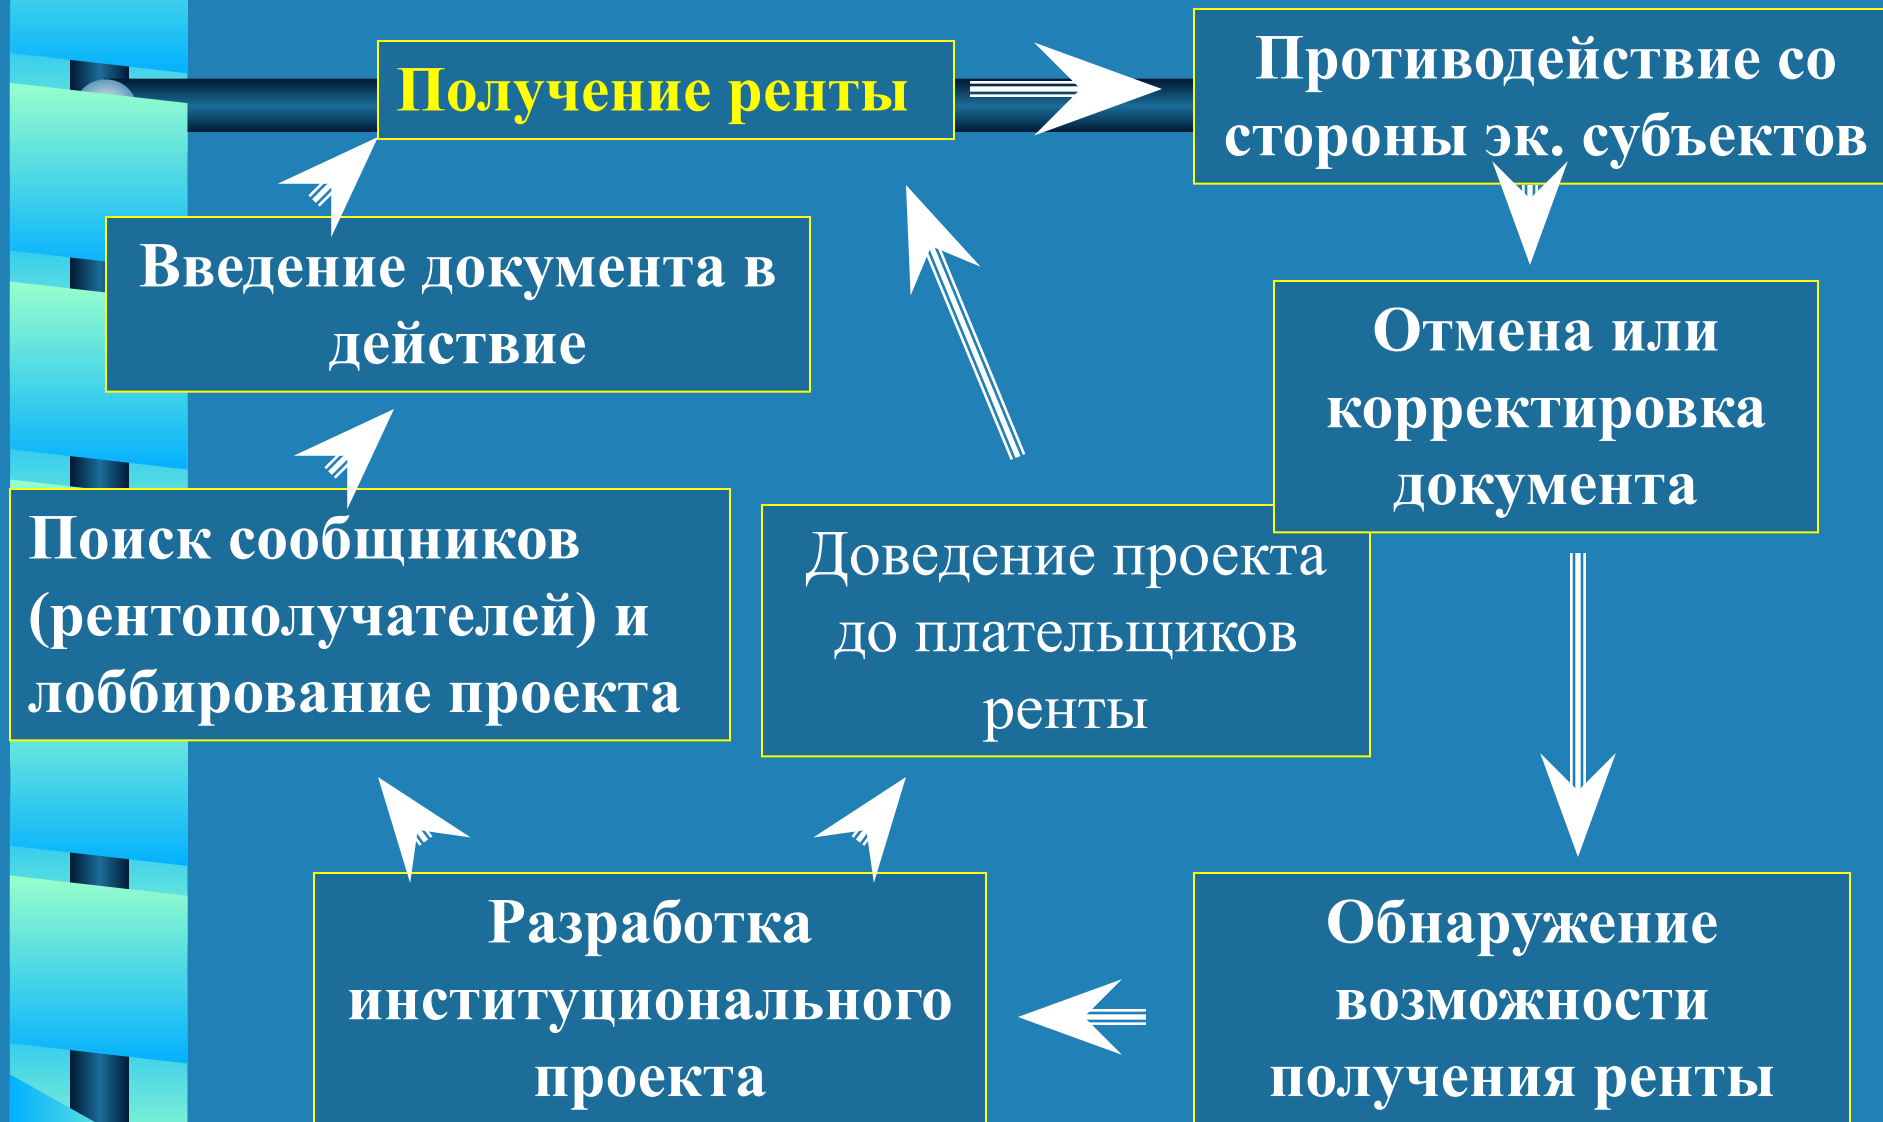 Получение ренты
Противодействие со
стороны эк. субъектов
Введение документа в
действие
Отмена или
корректировка
документа
Поиск сообщников
(рентополучателей) и
лоббирование проекта
Доведение проекта
до плательщиков
ренты
Разработка
институционального
проекта
Обнаружение
возможности
получения ренты